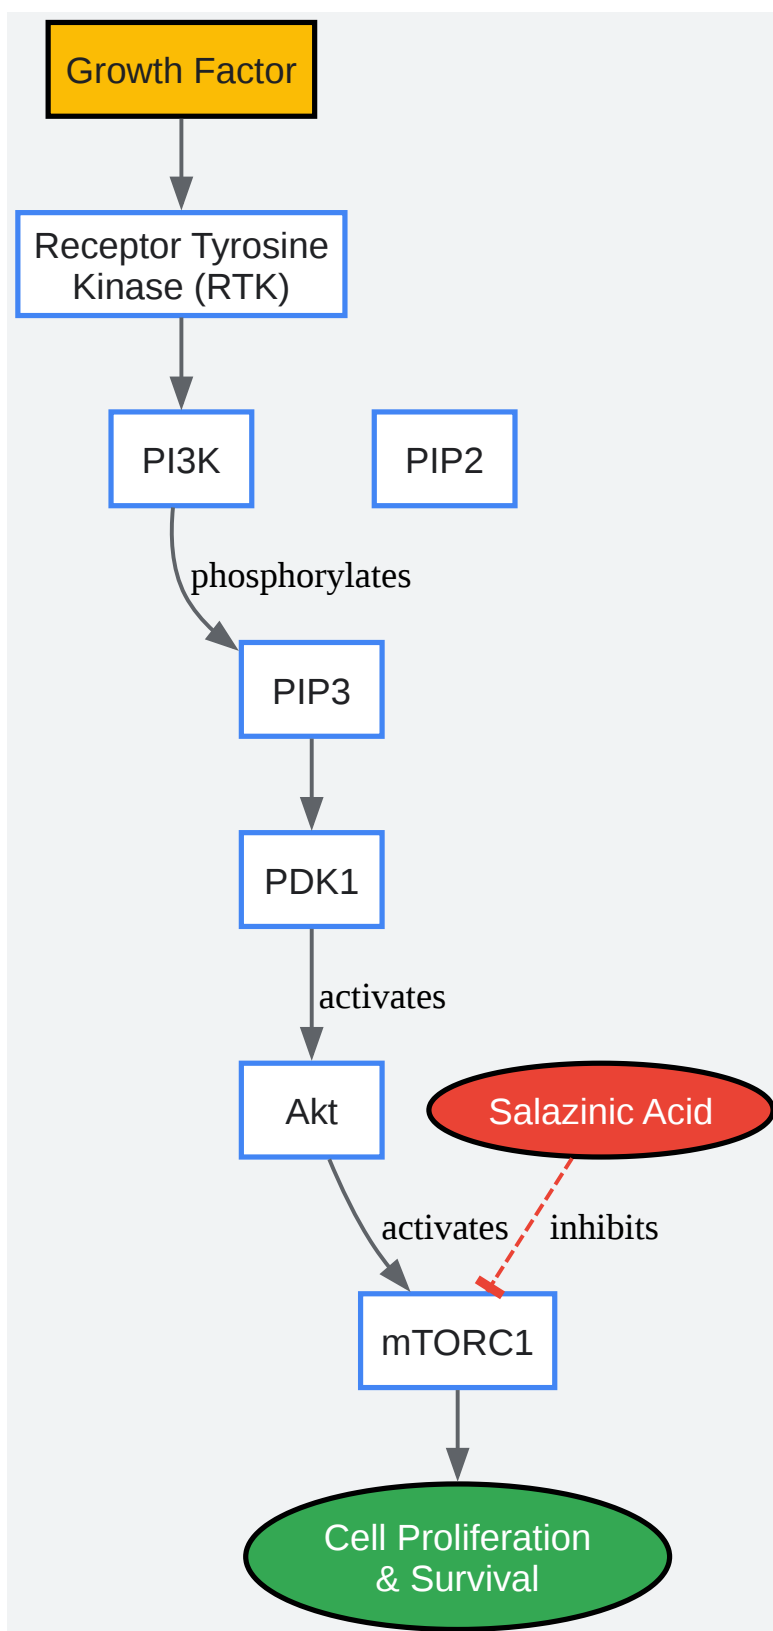 Growth Factor
Receptor Tyrosine
Kinase (RTK)
PI3K
PIP2
phosphorylates
PIP3
PDK1
activates
Akt
Salazinic Acid
activates
inhibits
mTORC1
Cell Proliferation
& Survival